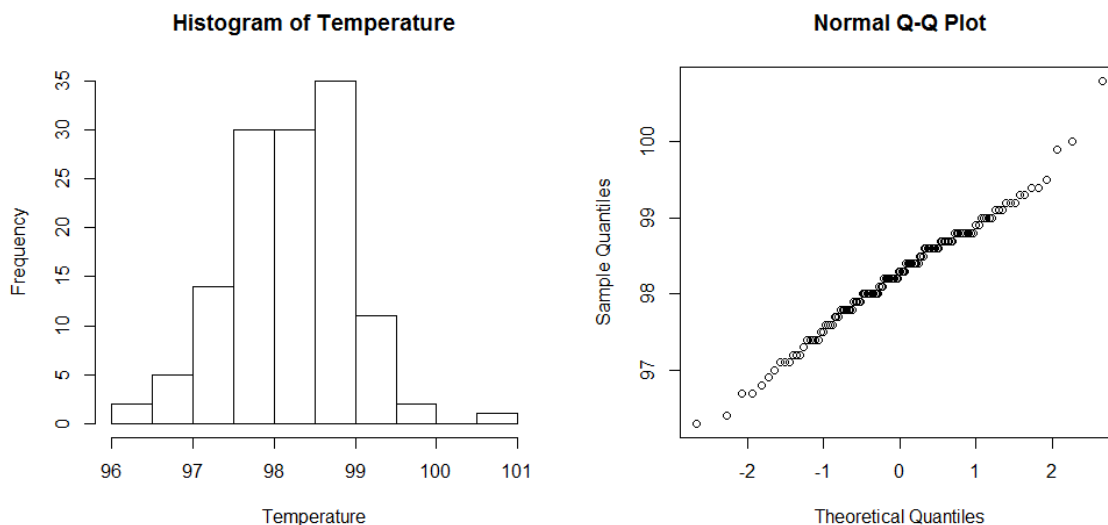 Histogram of Temperature
Frequency
35
30
25
20
15
10
5
0
96 97 98 99 100 101
Temperature
Normal Q-Q Plot
Sample Quantiles
100
99
98
97
-2 -1 0 1 2
Theoretical Quantiles